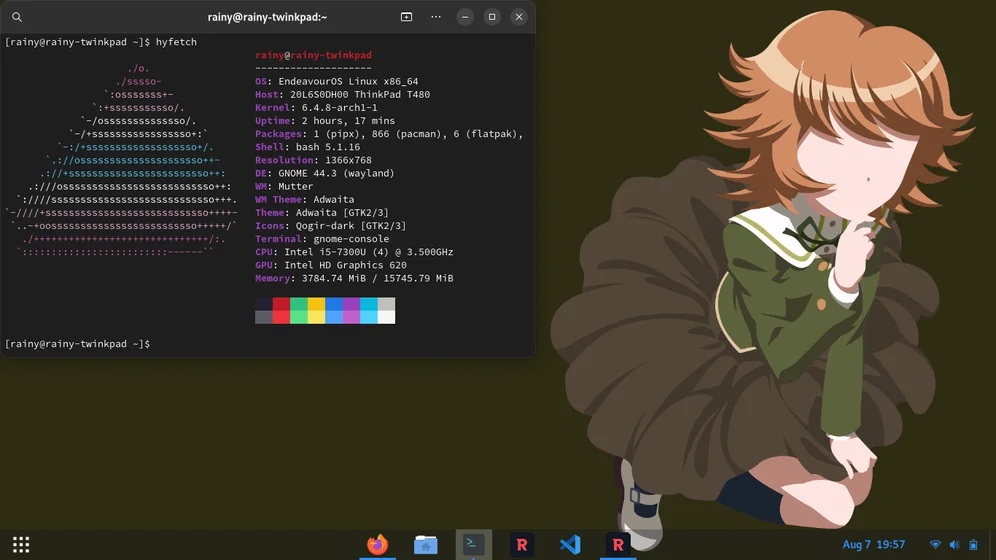 rainy@rainy-twinkpad:~
[rainy@rainy-twinkpad ~]$ hyfetch
rainy@rainy-twinkpad
--------------------
OS: EndeavourOS Linux x86_64
Host: 20L6S0DH00 ThinkPad T480
Kernel: 6.4.8-arch1-1
Uptime: 2 hours, 17 mins
Packages: 1 (pipx), 866 (pacman), 6 (flatpak),
Shell: bash 5.1.16
Resolution: 1366x768
DE: GNOME 44.3 (wayland)
WM: Mutter
WM Theme: Adwaita
Theme: Adwaita [GTK2/3]
Icons: Qogir-dark [GTK2/3]
Terminal: gnome-console
CPU: Intel i5-7300U (4) @ 3.500GHz
GPU: Intel HD Graphics 620
Memory: 3784.74 MiB / 15745.79 MiB
[rainy@rainy-twinkpad ~]$
R
R
Aug 7 19:57